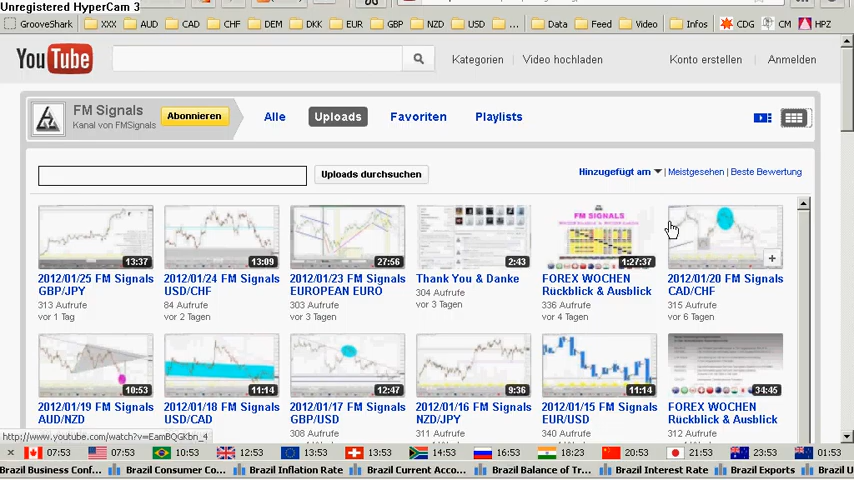 Unregistered HyperCam 3
GrooveShark XXX AUD CAD CHF DEM DKK EUR GBP NZD USD ... Data Feed Video Infos CDG CM HPZ
YouTube Kategorien Video hochladen Konto erstellen Anmelden
FM Signals
Kanal von FMSignals
Abonnieren Alle Uploads Favoriten Playlists
Uploads durchsuchen Hinzugefügt am | Meistgesehen | Beste Bewertung
13:37 13:09 27:56 2:43 FM SIGNALS 1:27:37
2012/01/25 FM Signals GBP/JPY
313 Aufrufe
vor 1 Tag
2012/01/24 FM Signals USD/CHF
84 Aufrufe
vor 2 Tagen
2012/01/23 FM Signals EUROPEAN EURO
303 Aufrufe
vor 3 Tagen
Thank You & Danke
304 Aufrufe
vor 3 Tagen
FOREX WOCHEN Rückblick & Ausblick
336 Aufrufe
vor 4 Tagen
2012/01/20 FM Signals CAD/CHF
315 Aufrufe
vor 6 Tagen
10:53 11:14 12:47 9:36 11:14 34:45
2012/01/19 FM Signals AUD/NZD
2012/01/18 FM Signals USD/CAD
2012/01/17 FM Signals GBP/USD
308 Aufrufe
2012/01/16 FM Signals NZD/JPY
311 Aufrufe
2012/01/15 FM Signals EUR/USD
340 Aufrufe
FOREX WOCHEN Rückblick & Ausblick
312 Aufrufe
http://www.youtube.com/watch?v=EamBQGKbn_4
07:53 07:53 10:53 12:53 13:53 13:53 14:53 16:53 18:23 20:53 21:53 23:53 01:53
Brazil Business Conf... Brazil Consumer Co... Brazil Inflation Rate Brazil Current Acco... Brazil Balance of Tr... Brazil Interest Rate Brazil Exports Brazil U